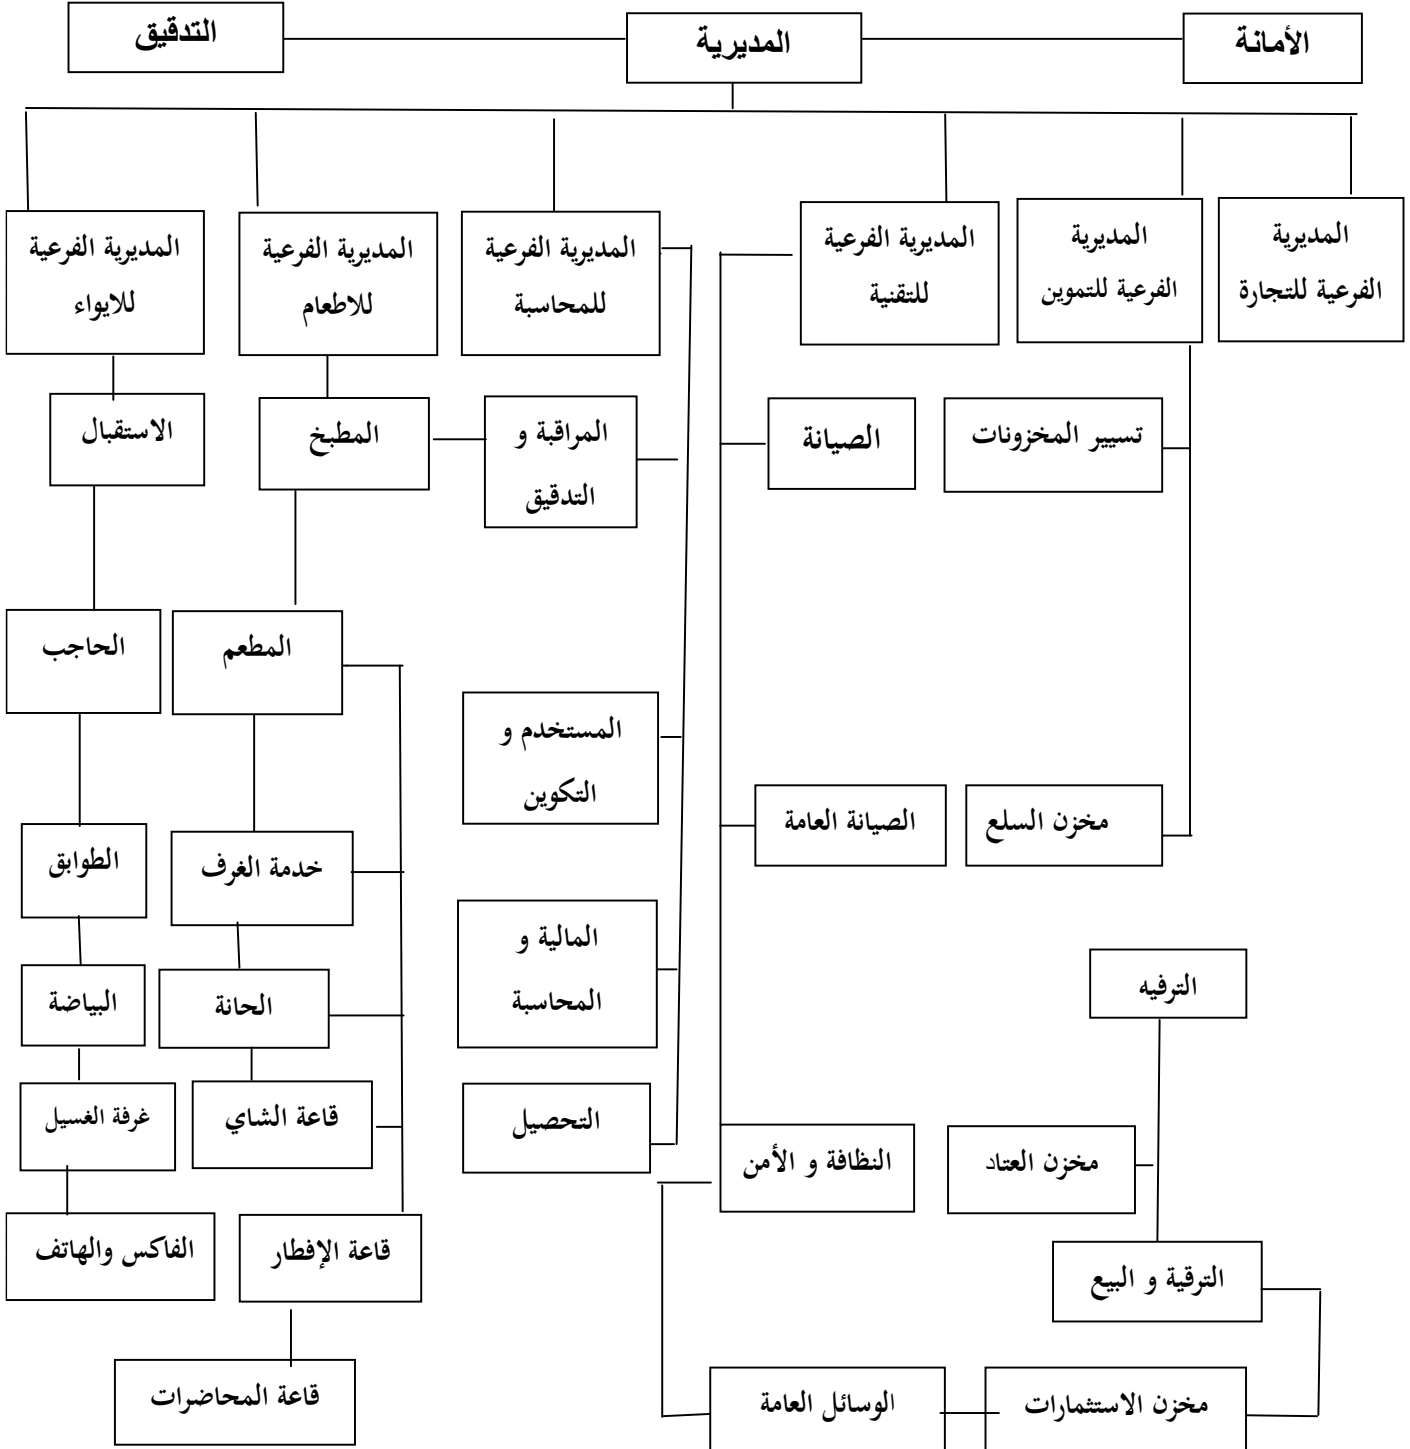 الأمانة
المديرية
التدقيق
المديرية
الفرعية للتجارة
المديرية
الفرعية للتموين
المديرية الفرعية
للتقنية
المديرية الفرعية
للمحاسبة
المديرية الفرعية
للاطعام
المديرية الفرعية
للايواء
تسيير المخزونات
الصيانة
المراقبة و
التدقيق
المطبخ
الاستقبال
المطعم
الحاجب
المستخدم و
التكوين
مخزن السلع
الصيانة العامة
خدمة الغرف
الطوابق
المالية و
المحاسبة
الترفيه
الحانة
البياضة
التحصيل
قاعة الشاي
غرفة الغسيل
مخزن العتاد
النظافة و الأمن
قاعة الإفطار
الفاكس والهاتف
الترقية و البيع
مخزن الاستثمارات
الوسائل العامة
قاعة المحاضرات